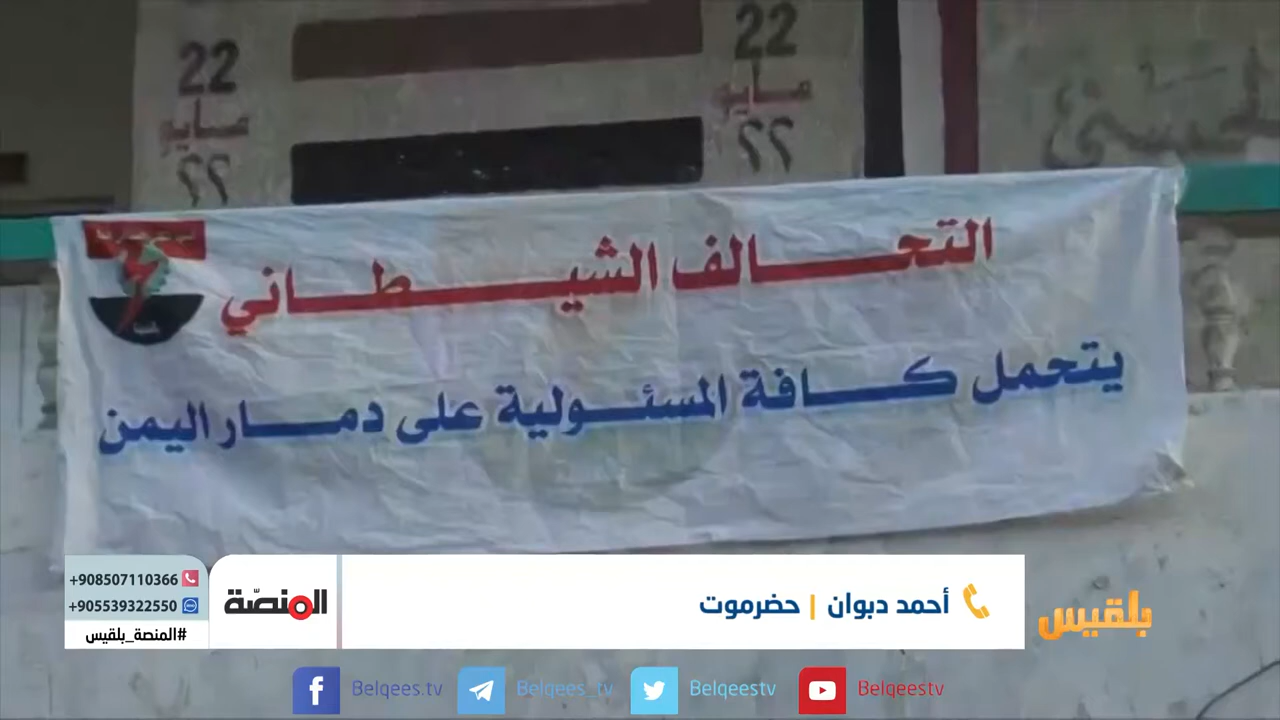 22
مايو
٢٢
22
مايو
٢٢
التحالف الشيطاني
يتحمل كافة المسئولية على دمار اليمن
+908507110366
+905539322550
#المنصة_بلقيس
المنصّة
أحمد دبوان | حضرموت
بلقيس
Belqees.tv
Belqees_tv
Belqeestv
Belqeestv